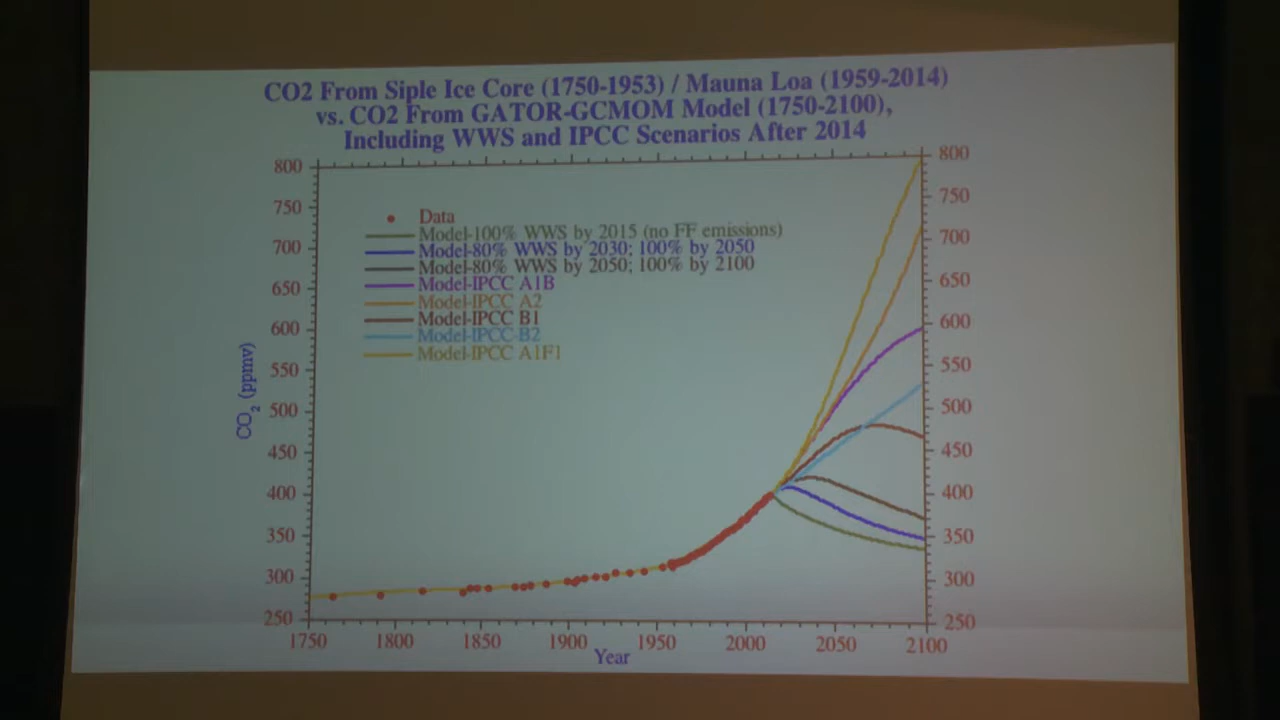 CO2 From Siple Ice Core (1750-1953) / Mauna Loa (1959-2014)
vs. CO2 From GATOR-GCMOM Model (1750-2100),
Including WWS and IPCC Scenarios After 2014
800
750
700
650
600
550
500
450
400
350
300
250
CO2 (ppmv)
Data
Model-100% WWS by 2015 (no FF emissions)
Model-80% WWS by 2030; 100% by 2050
Model-80% WWS by 2050; 100% by 2100
Model-IPCC A1B
Model-IPCC A2
Model-IPCC B1
Model-IPCC-B2
Model-IPCC A1F1
800
750
700
650
600
550
500
450
400
350
300
250
1750 1800 1850 1900 1950 2000 2050 2100
Year